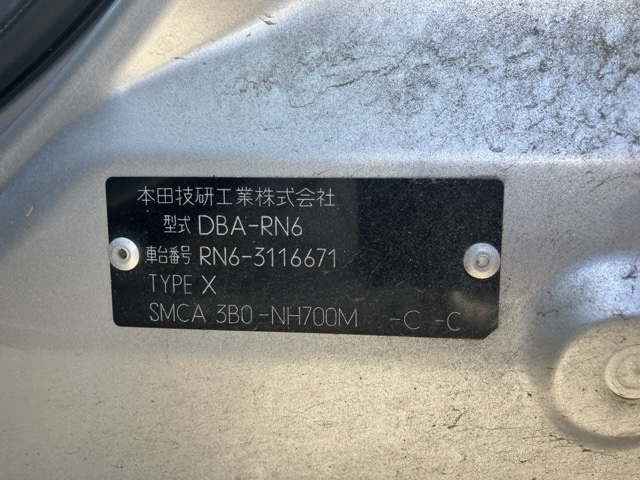 本田技研工業株式会社
型式 DBA-RN6
車台番号 RN6-3116671
TYPE X
SMCA 3B0-NH700M -C -C